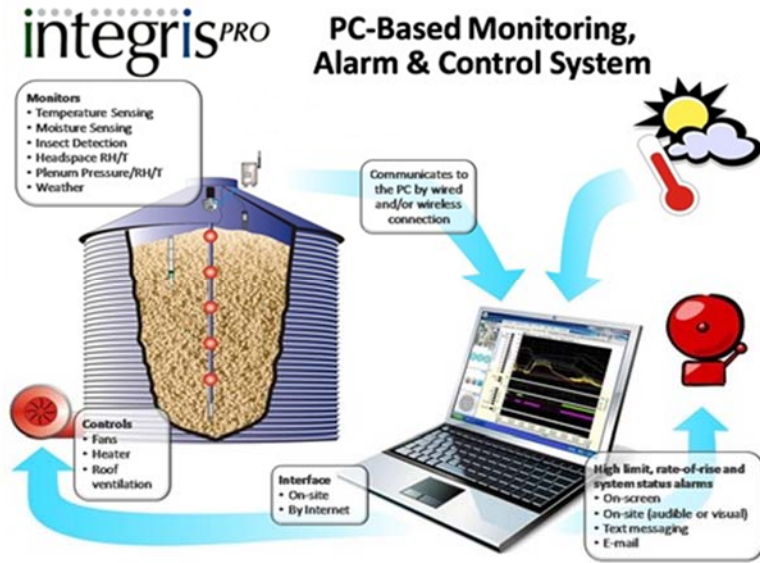 integris PRO
PC-Based Monitoring,
Alarm & Control System
Monitors
• Temperature Sensing
• Moisture Sensing
• Insect Detection
• Headspace RH/T
• Plenum Pressure/RH/T
• Weather
Communicates to
the PC by wired
and/or wireless
connection
Controls
• Fans
• Heater
• Roof
ventilation
Interface
• On-site
• By Internet
High limit, rate-of-rise and
system status alarms
• On-screen
• On-site (audible or visual)
• Text messaging
• E-mail